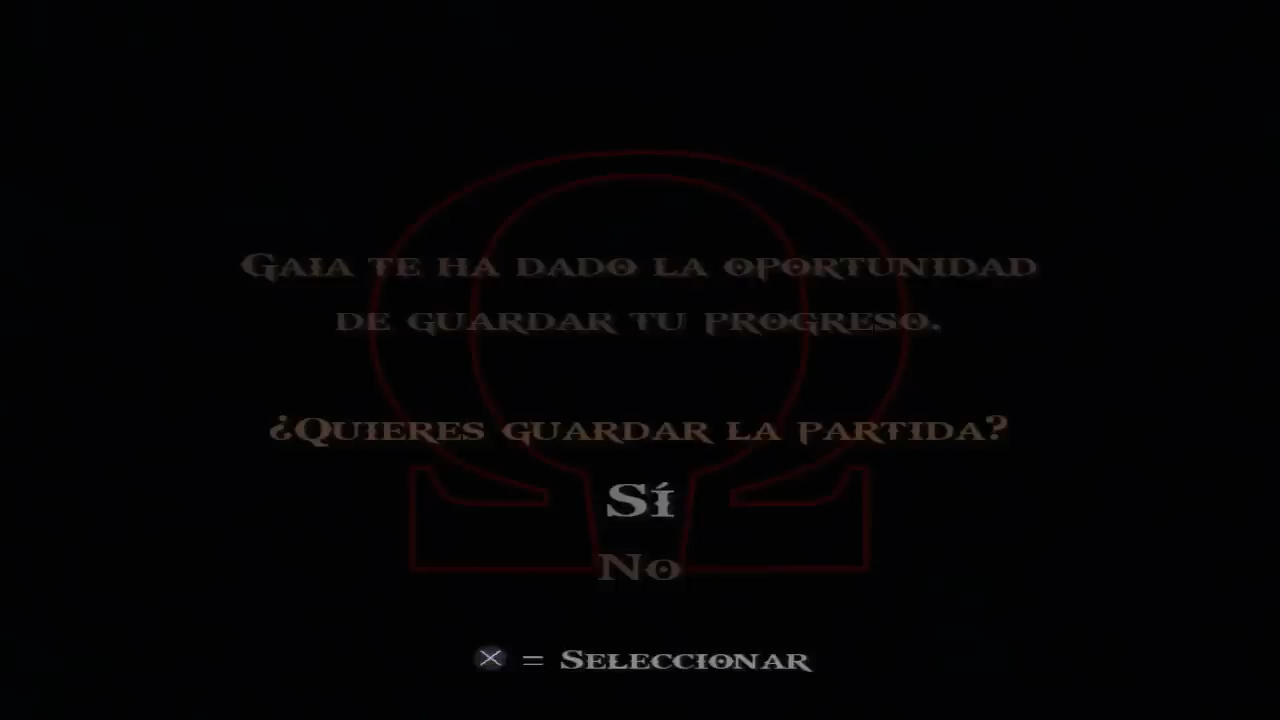 Gaia te ha dado la oportunidad
de guardar tu progreso.
¿Quieres guardar la partida?
Sí
No
= Seleccionar